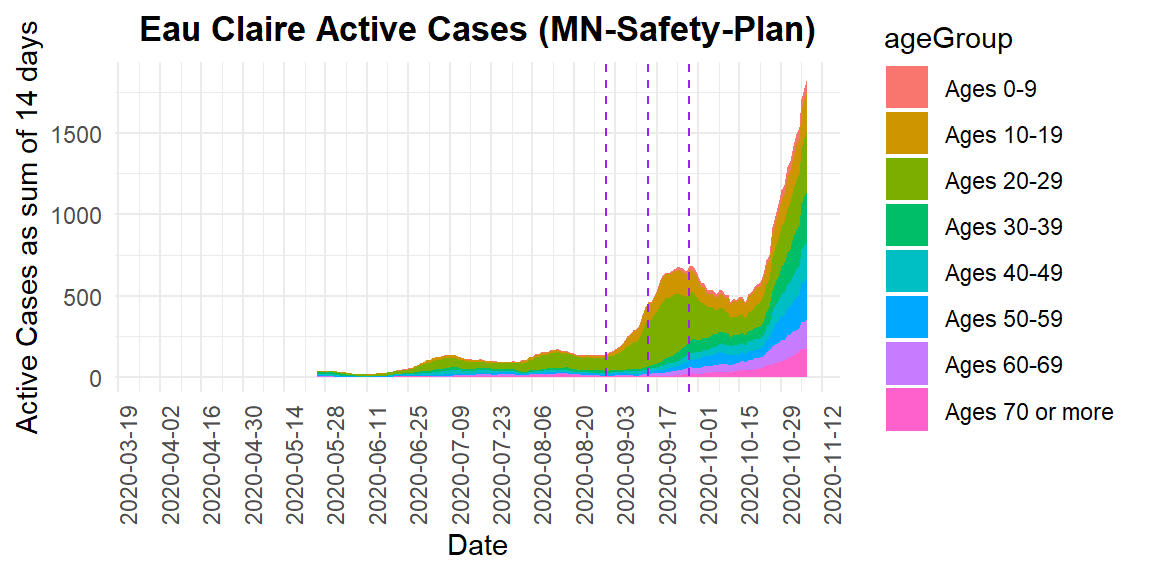 Eau Claire Active Cases (MN-Safety-Plan)
Active Cases as sum of 14 days
1500
1000
500
0
2020-03-19
2020-04-02
2020-04-16
2020-04-30
2020-05-14
2020-05-28
2020-06-11
2020-06-25
2020-07-09
2020-07-23
2020-08-06
2020-08-20
2020-09-03
2020-09-17
2020-10-01
2020-10-15
2020-10-29
2020-11-12
Date
ageGroup
Ages 0-9
Ages 10-19
Ages 20-29
Ages 30-39
Ages 40-49
Ages 50-59
Ages 60-69
Ages 70 or more